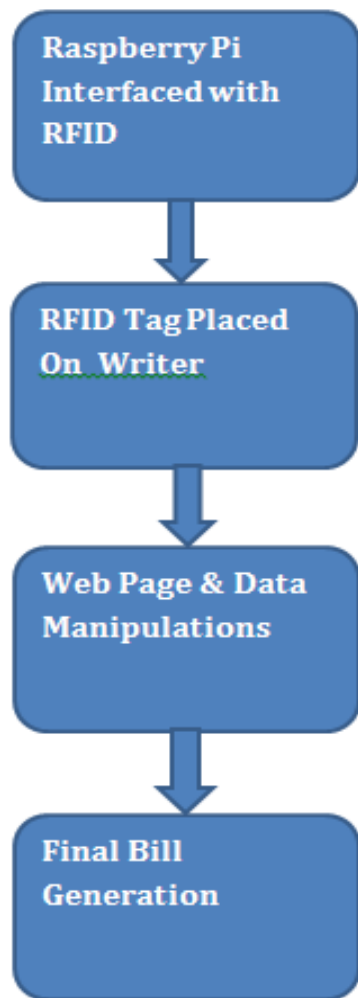 Raspberry Pi
Interfaced with
RFID
RFID Tag Placed
On Writer
Web Page & Data
Manipulations
Final Bill
Generation